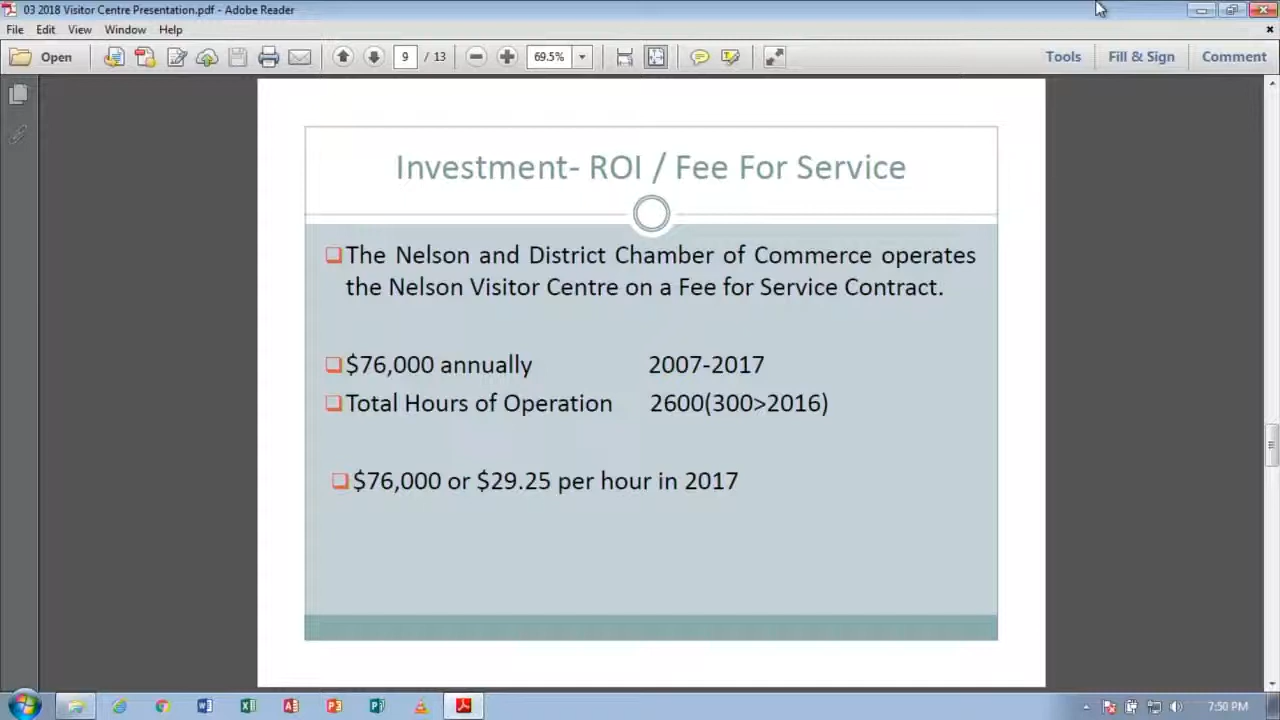 03 2018 Visitor Centre Presentation.pdf - Adobe Reader
File Edit View Window Help
Open 9 / 13 69.5% Tools Fill & Sign Comment
Investment- ROI / Fee For Service
The Nelson and District Chamber of Commerce operates
the Nelson Visitor Centre on a Fee for Service Contract.
$76,000 annually 2007-2017
Total Hours of Operation 2600(300>2016)
$76,000 or $29.25 per hour in 2017
7:50 PM